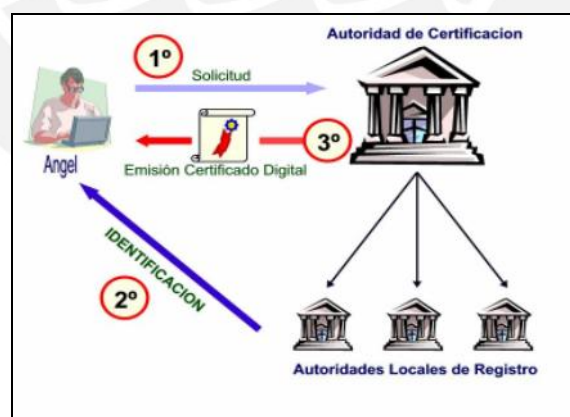 Autoridad de Certificacion
1º
Solicitud
3º
Angel
Emisión Certificado Digital
IDENTIFICACION
2º
Autoridades Locales de Registro